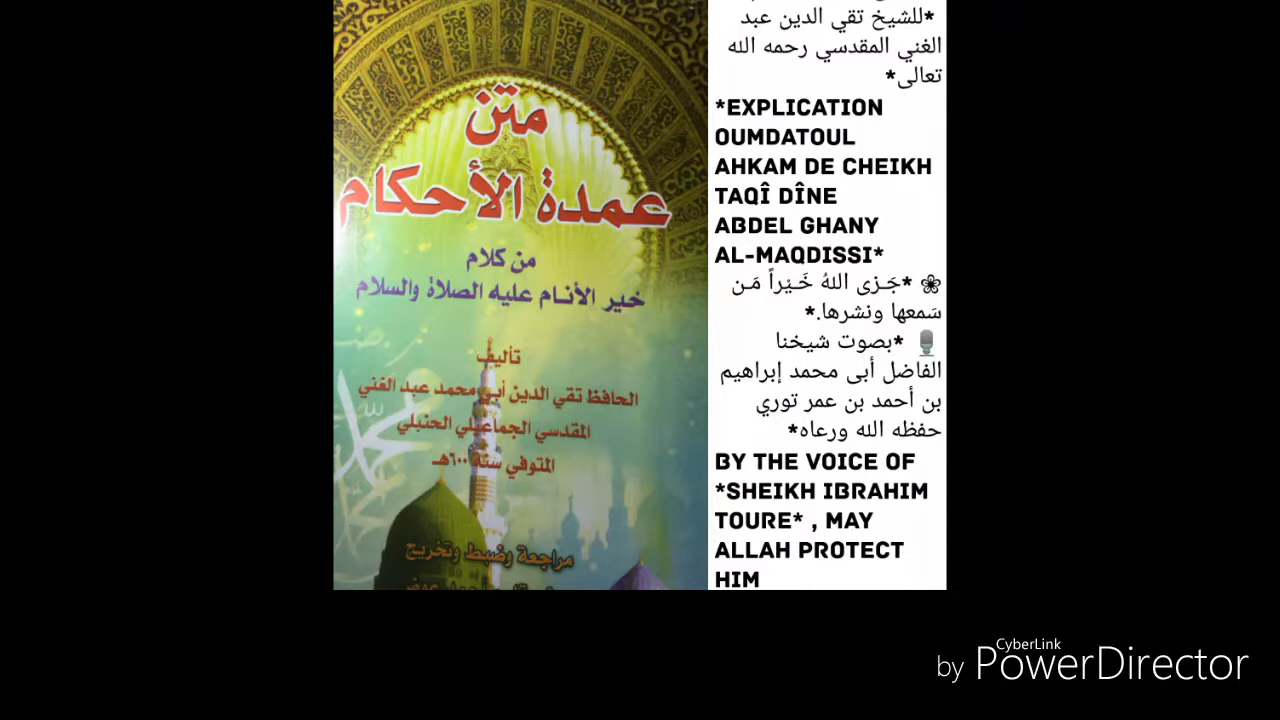 متن
عمدة الأحكام
من كلام
خير الأنام عليه الصلاة والسلام
تأليف
الحافظ تقي الدين أبي محمد عبد الغني
المقدسي الجماعيلي الحنبلي
المتوفي سنة ٦٠٠هـ
مراجعة وضبط وتخريج
*للشيخ تقي الدين عبد
الغني المقدسي رحمه الله
تعالى*
*EXPLICATION
OUMDATOUL
AHKAM DE CHEIKH
TAQÎ DÎNE
ABDEL GHANY
AL-MAQDISSI*
❀ *جَـزى اللهُ خَـيْراً مَـن
سَمعها ونشرها.*
🎙 *بصوت شيخنا
الفاضل أبى محمد إبراهيم
بن أحمد بن عمر توري
حفظه الله ورعاه*
BY THE VOICE OF
*SHEIKH IBRAHIM
TOURE* , MAY
ALLAH PROTECT
HIM
CyberLink
by PowerDirector